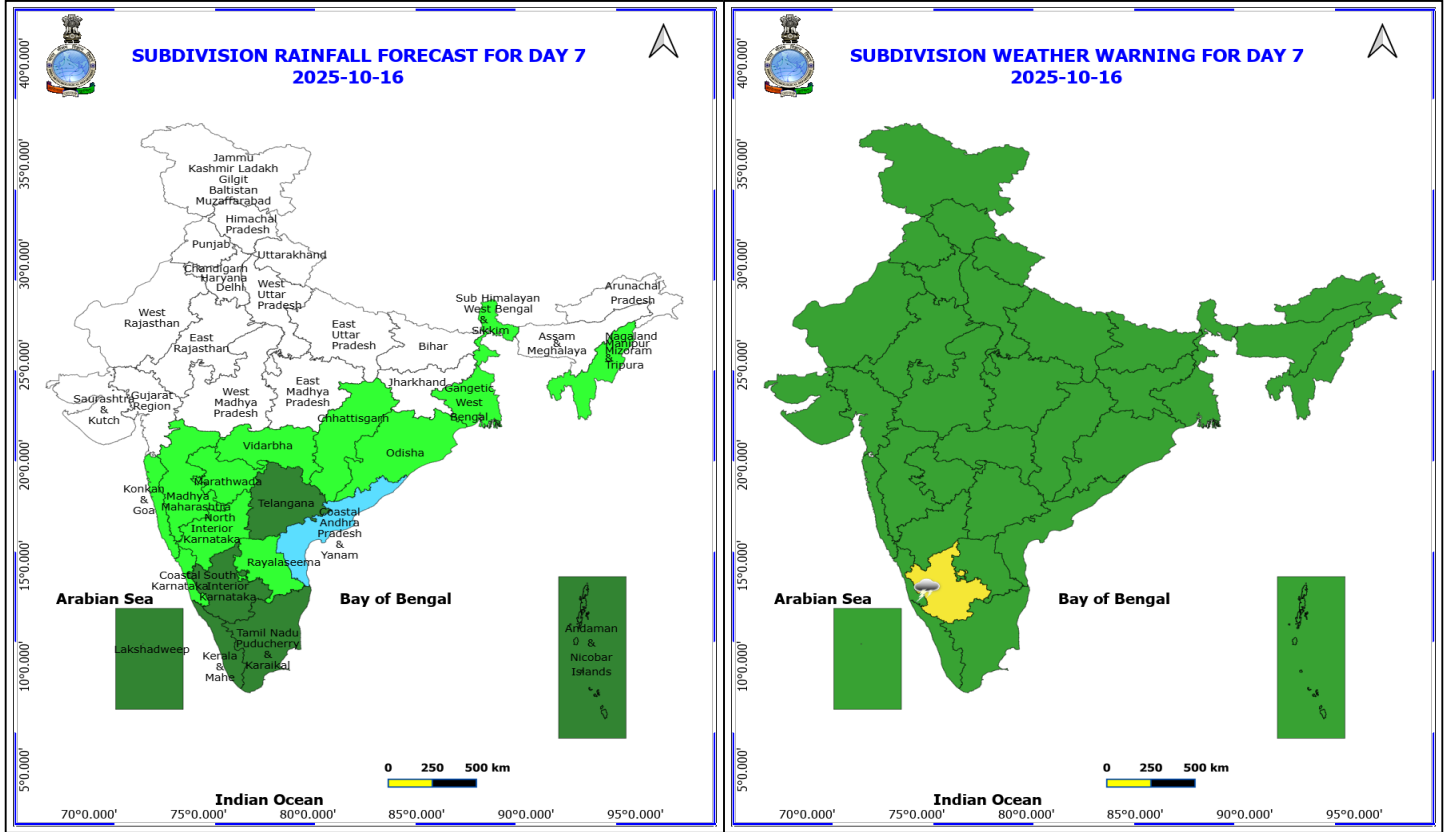 SUBDIVISION RAINFALL FORECAST FOR DAY 7
2025-10-16
40°0.000'
35°0.000'
30°0.000'
25°0.000'
20°0.000'
15°0.000'
10°0.000'
5°0.000'
Jammu
Kashmir Ladakh
Gilgit
Baltistan
Muzaffarabad
Himachal
Pradesh
Punjab
Uttarakhand
Chandigarh
Haryana
Delhi
West
Uttar
Pradesh
Arunachal
Pradesh
Sub Himalayan
West Bengal
&
Sikkim
West
Rajasthan
East
Rajasthan
East
Uttar
Pradesh
Bihar
Assam
&
Meghalaya
Nagaland
Manipur
Mizoram
&
Tripura
Saurashtra
&
Kutch
Gujarat
Region
West
Madhya
Pradesh
East
Madhya
Pradesh
Jharkhand
Gangetic
West
Bengal
Chhattisgarh
Vidarbha
Odisha
Konkan
&
Goa
Madhya
Maharashtra
Marathwada
Telangana
North
Interior
Karnataka
Coastal
Andhra
Pradesh
&
Yanam
Rayalaseema
Coastal
Karnataka
South
Interior
Karnataka
Arabian Sea
Bay of Bengal
Lakshadweep
Kerala
&
Mahe
Tamil Nadu
Puducherry
&
Karaikal
Andaman
&
Nicobar
Islands
0 250 500 km
Indian Ocean
70°0.000' 75°0.000' 80°0.000' 85°0.000' 90°0.000' 95°0.000'
SUBDIVISION WEATHER WARNING FOR DAY 7
2025-10-16
40°0.000'
35°0.000'
30°0.000'
25°0.000'
20°0.000'
15°0.000'
10°0.000'
5°0.000'
Arabian Sea
Bay of Bengal
0 250 500 km
Indian Ocean
70°0.000' 75°0.000' 80°0.000' 85°0.000' 90°0.000' 95°0.000'